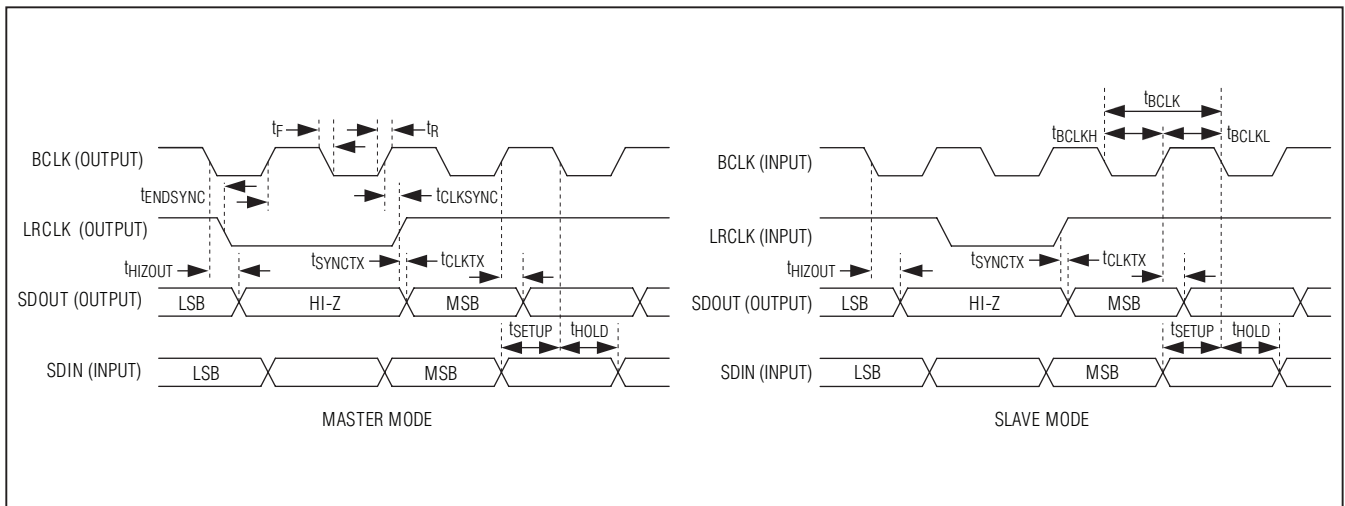 tF
tR
BCLK (OUTPUT)
tENDSYNC
tCLKSYNC
LRCLK (OUTPUT)
tHIZOUT
tSYNCTX
tCLKTX
SDOUT (OUTPUT)
LSB
HI-Z
MSB
tSETUP
tHOLD
SDIN (INPUT)
LSB
MSB
MASTER MODE
tBCLK
tBCLKH
tBCLKL
BCLK (INPUT)
LRCLK (INPUT)
tHIZOUT
tSYNCTX
tCLKTX
SDOUT (OUTPUT)
LSB
HI-Z
MSB
tSETUP
tHOLD
SDIN (INPUT)
LSB
MSB
SLAVE MODE